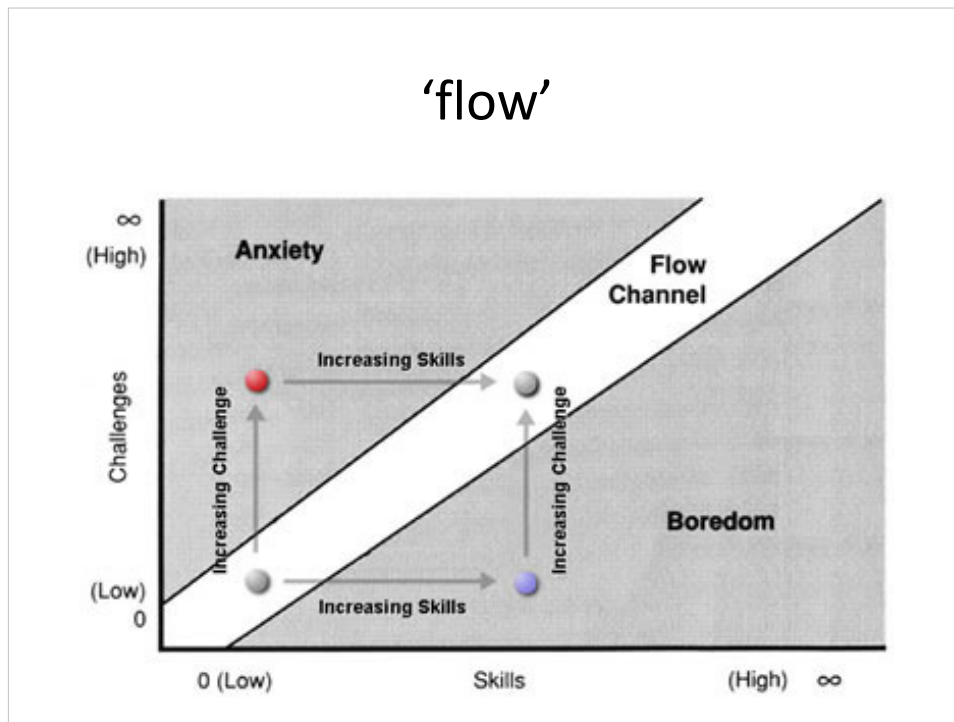 ‘flow’
∞
(High)
Anxiety
Flow
Channel
Increasing Skills
Challenges
Increasing Challenge
Increasing Challenge
Boredom
(Low)
0
Increasing Skills
0 (Low)
Skills
(High)
∞